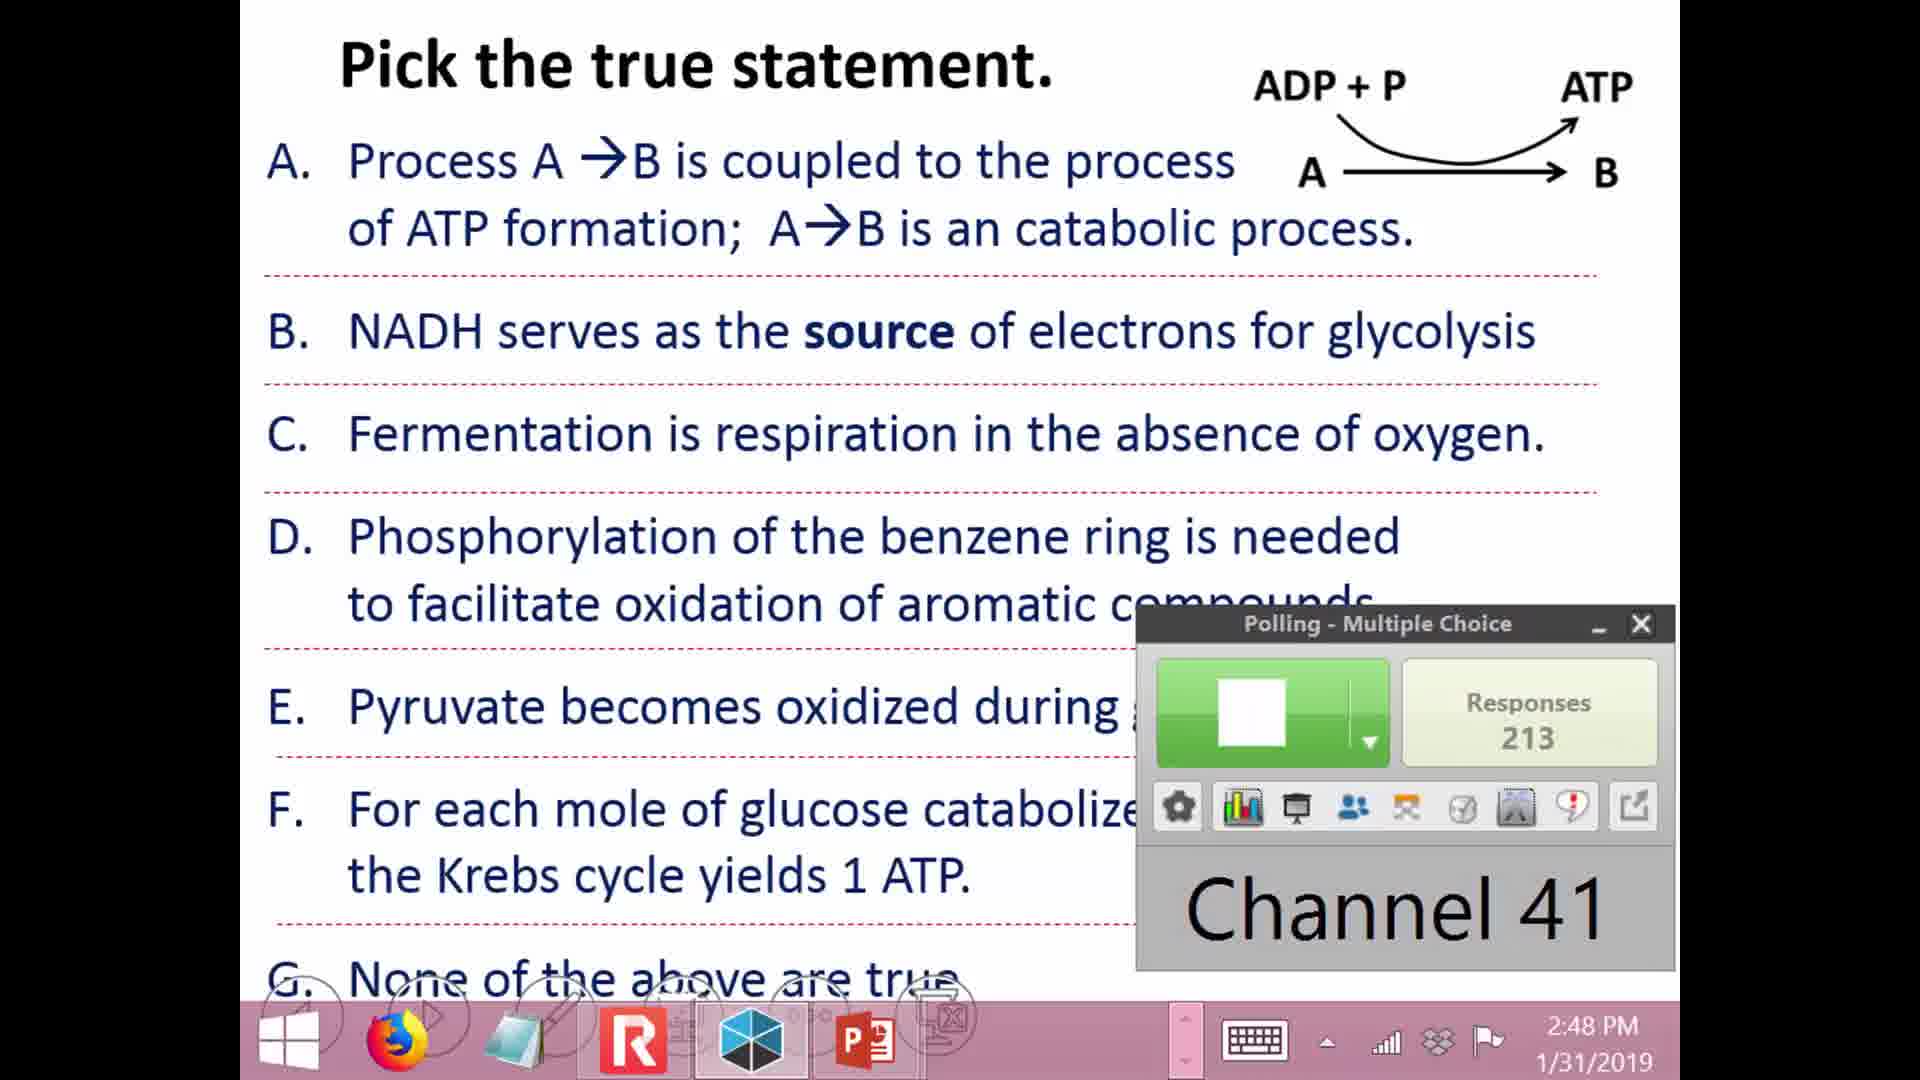 Pick the true statement.
ADP + P
ATP
A
B
A. Process A →B is coupled to the process
of ATP formation; A→B is an catabolic process.
B. NADH serves as the source of electrons for glycolysis
C. Fermentation is respiration in the absence of oxygen.
D. Phosphorylation of the benzene ring is needed
to facilitate oxidation of aromatic compounds
E. Pyruvate becomes oxidized during
F. For each mole of glucose
the Krebs cycle yields 1 ATP.
G. None of the above are true
Polling - Multiple Choice
Responses
213
Channel 41
2:48 PM
1/31/2019